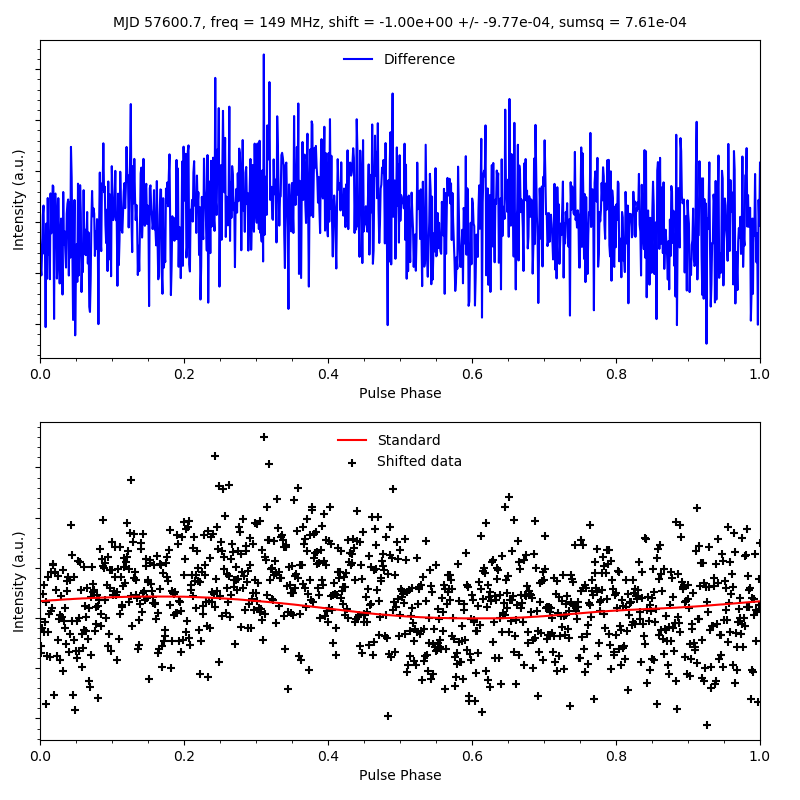 MJD 57600.7, freq = 149 MHz, shift = -1.00e+00 +/- -9.77e-04, sumsq = 7.61e-04
Difference
Intensity (a.u.)
0.0 0.2 0.4 0.6 0.8 1.0
Pulse Phase
Standard
Shifted data
Intensity (a.u.)
0.0 0.2 0.4 0.6 0.8 1.0
Pulse Phase